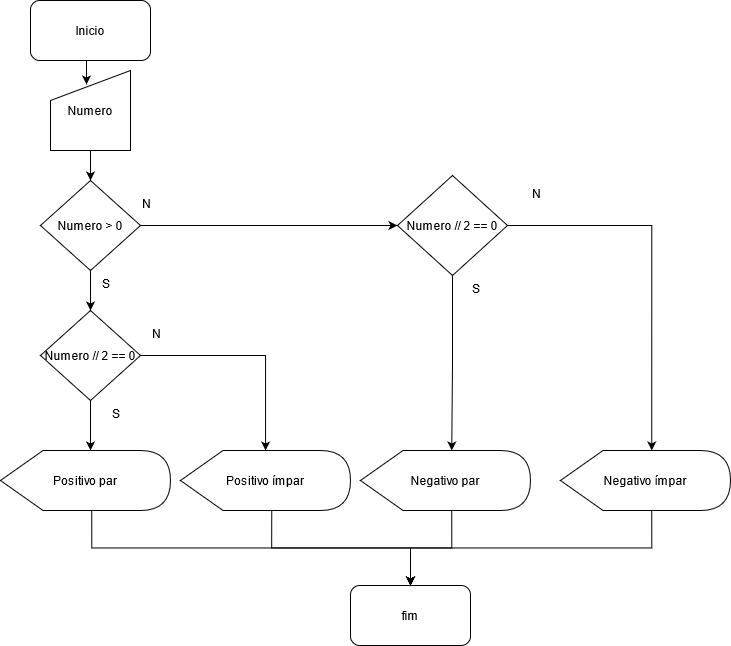 Inicio
Numero
Numero > 0
N
Numero // 2 == 0
N
S
S
Numero // 2 == 0
N
S
Positivo par
Positivo ímpar
Negativo par
Negativo ímpar
fim